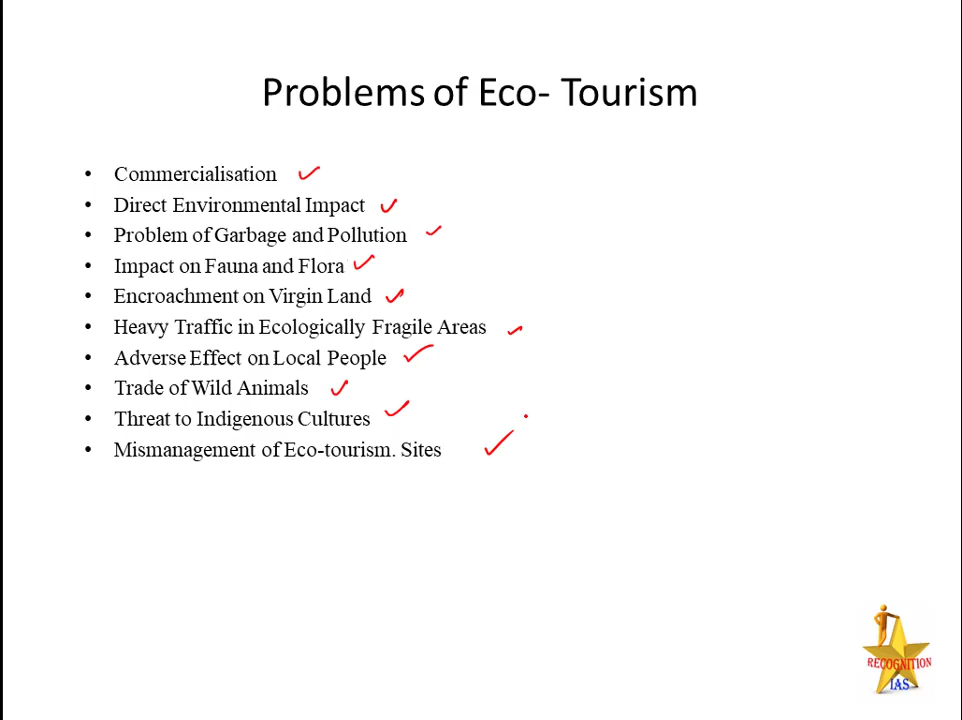 Problems of Eco- Tourism
• Commercialisation
• Direct Environmental Impact
• Problem of Garbage and Pollution
• Impact on Fauna and Flora
• Encroachment on Virgin Land
• Heavy Traffic in Ecologically Fragile Areas
• Adverse Effect on Local People
• Trade of Wild Animals
• Threat to Indigenous Cultures
• Mismanagement of Eco-tourism. Sites
RECOGNITION
IAS